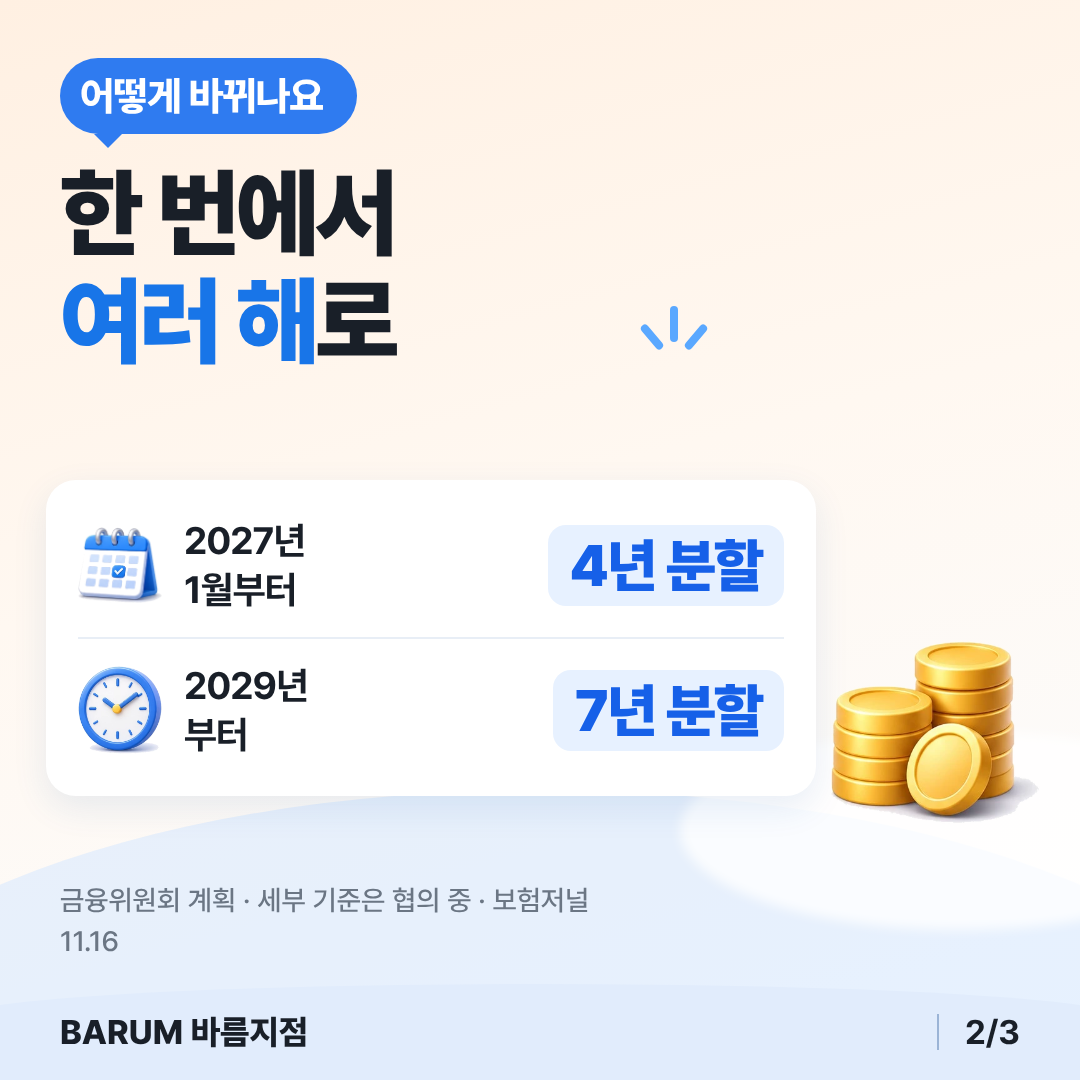 어떻게 바뀌나요
한 번에서
여러 해로
2027년
1월부터
4년 분할
2029년
부터
7년 분할
금융위원회 계획 · 세부 기준은 협의 중 · 보험저널
11.16
BARUM 바름지점
2/3